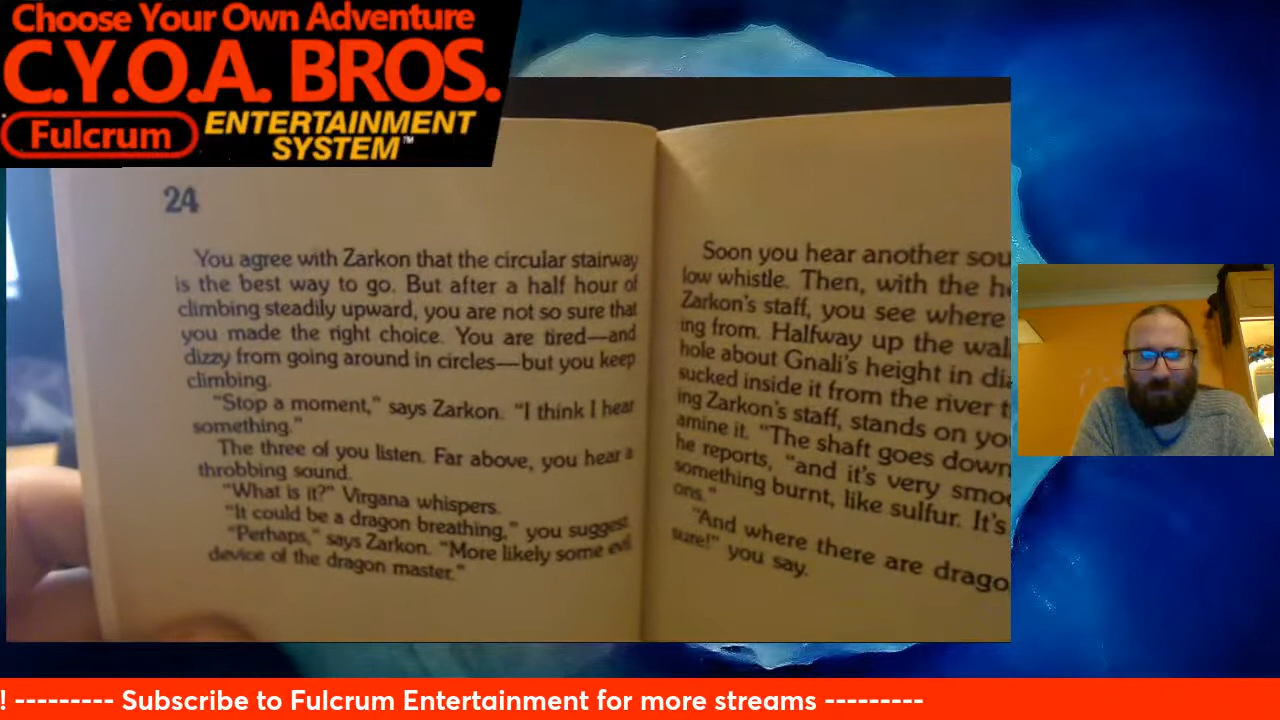 Choose Your Own Adventure
C.Y.O.A. BROS.
Fulcrum
ENTERTAINMENT
SYSTEM™
24
You agree with Zarkon that the circular stairway
is the best way to go. But after a half hour of
climbing steadily upward, you are not so sure that
you made the right choice. You are tired—and
dizzy from going around in circles—but you keep
climbing.
"Stop a moment," says Zarkon. "I think I hear
something."
The three of you listen. Far above, you hear a
throbbing sound.
"What is it?" Virgana whispers.
"It could be a dragon breathing," you suggest.
"Perhaps," says Zarkon. "More likely some evil
device of the dragon master."
Soon you hear another
low whistle. Then, with the
Zarkon's staff, you see where
ing from. Halfway up the
hole about Gnali's height in
sucked inside it from the river
ing Zarkon's staff, stands on
amine it. "The shaft goes down
he reports, "and it's very
something burnt, like sulfur. It's
ons."
"And where there are
sure!" you say.
! --------- Subscribe to Fulcrum Entertainment for more streams ---------